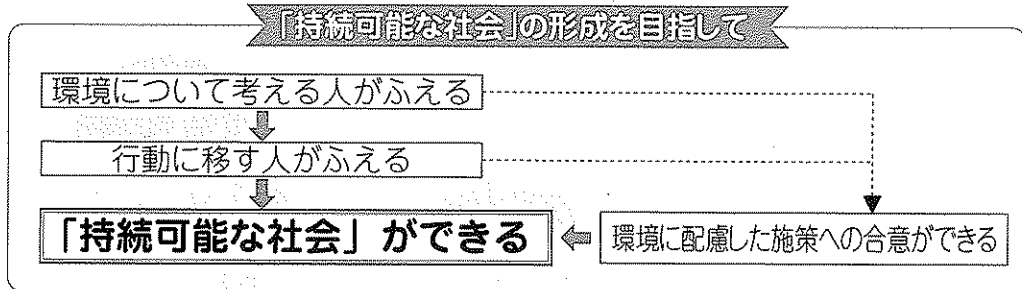 「持続可能な社会」の形成を目指して
環境について考える人がふえる
行動に移す人がふえる
「持続可能な社会」ができる
環境に配慮した施策への合意ができる